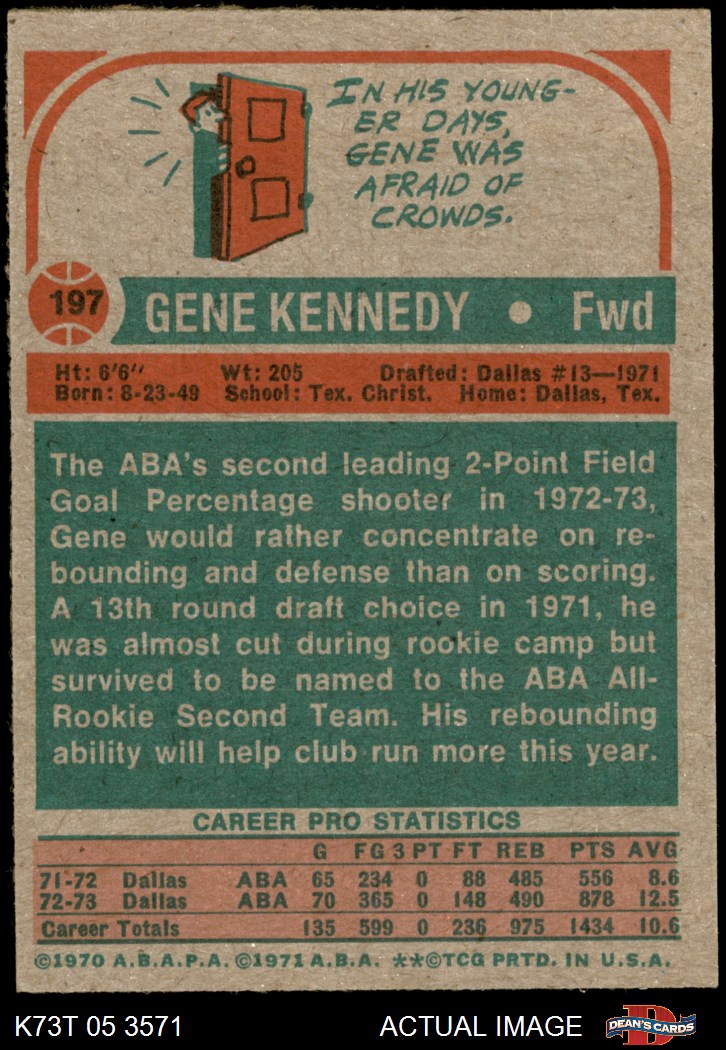 IN HIS YOUNG-
ER DAYS,
GENE WAS
AFRAID OF
CROWDS.
197 GENE KENNEDY • Fwd
Ht: 6'6" Wt: 205 Drafted: Dallas #13—1971
Born: 8-23-49 School: Tex. Christ. Home: Dallas, Tex.
The ABA's second leading 2-Point Field
Goal Percentage shooter in 1972-73,
Gene would rather concentrate on re-
bounding and defense than on scoring.
A 13th round draft choice in 1971, he
was almost cut during rookie camp but
survived to be named to the ABA All-
Rookie Second Team. His rebounding
ability will help club run more this year.
CAREER PRO STATISTICS
G FG 3 PT FT REB PTS AVG
71-72 Dallas ABA 65 234 0 88 485 556 8.6
72-73 Dallas ABA 70 365 0 148 490 878 12.5
Career Totals 135 599 0 236 975 1434 10.6
©1970 A.B.A.P.A. ©1971 A.B.A. **©TCG PRTD. IN U.S.A.
K73T 05 3571 ACTUAL IMAGE D DEAN'S CARDS